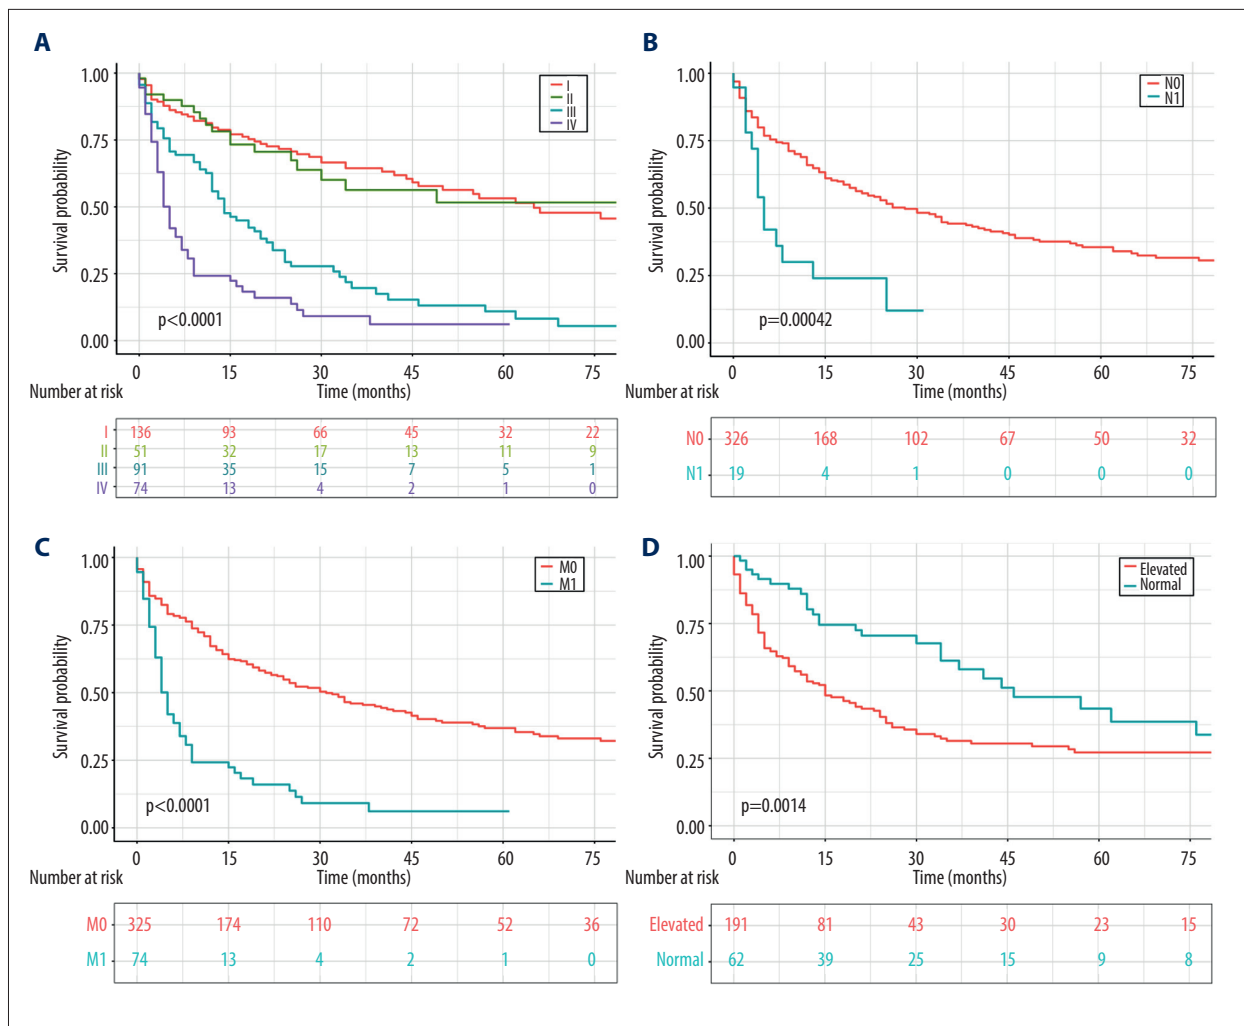 A
Survival probability
1.00
0.75
0.50
0.25
0.00
I
II
III
IV
p<0.0001
0 15 30 45 60 75
Number at risk
Time (months)
I 136 93 66 45 32 22
II 51 32 17 13 11 9
III 91 35 15 7 5 1
IV 74 13 4 2 1 0
B
Survival probability
1.00
0.75
0.50
0.25
0.00
N0
N1
p=0.00042
0 15 30 45 60 75
Number at risk
Time (months)
N0 326 168 102 67 50 32
N1 19 4 1 0 0 0
C
Survival probability
1.00
0.75
0.50
0.25
0.00
M0
M1
p<0.0001
0 15 30 45 60 75
Number at risk
Time (months)
M0 325 174 110 72 52 36
M1 74 13 4 2 1 0
D
Survival probability
1.00
0.75
0.50
0.25
0.00
Elevated
Normal
p=0.0014
0 15 30 45 60 75
Number at risk
Time (months)
Elevated 191 81 43 30 23 15
Normal 62 39 25 15 9 8